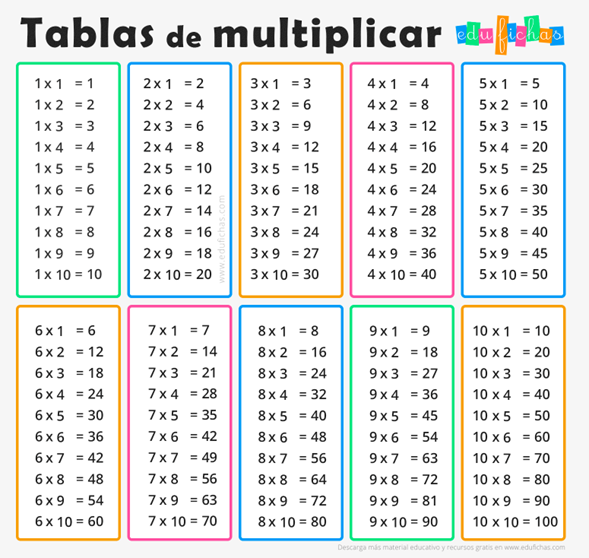 Tablas de multiplicar
edufichas
1 x 1 = 1
1 x 2 = 2
1 x 3 = 3
1 x 4 = 4
1 x 5 = 5
1 x 6 = 6
1 x 7 = 7
1 x 8 = 8
1 x 9 = 9
1 x 10 = 10
2 x 1 = 2
2 x 2 = 4
2 x 3 = 6
2 x 4 = 8
2 x 5 = 10
2 x 6 = 12
2 x 7 = 14
2 x 8 = 16
2 x 9 = 18
2 x 10 = 20
www.edufichas.com
3 x 1 = 3
3 x 2 = 6
3 x 3 = 9
3 x 4 = 12
3 x 5 = 15
3 x 6 = 18
3 x 7 = 21
3 x 8 = 24
3 x 9 = 27
3 x 10 = 30
4 x 1 = 4
4 x 2 = 8
4 x 3 = 12
4 x 4 = 16
4 x 5 = 20
4 x 6 = 24
4 x 7 = 28
4 x 8 = 32
4 x 9 = 36
4 x 10 = 40
5 x 1 = 5
5 x 2 = 10
5 x 3 = 15
5 x 4 = 20
5 x 5 = 25
5 x 6 = 30
5 x 7 = 35
5 x 8 = 40
5 x 9 = 45
5 x 10 = 50
6 x 1 = 6
6 x 2 = 12
6 x 3 = 18
6 x 4 = 24
6 x 5 = 30
6 x 6 = 36
6 x 7 = 42
6 x 8 = 48
6 x 9 = 54
6 x 10 = 60
7 x 1 = 7
7 x 2 = 14
7 x 3 = 21
7 x 4 = 28
7 x 5 = 35
7 x 6 = 42
7 x 7 = 49
7 x 8 = 56
7 x 9 = 63
7 x 10 = 70
8 x 1 = 8
8 x 2 = 16
8 x 3 = 24
8 x 4 = 32
8 x 5 = 40
8 x 6 = 48
8 x 7 = 56
8 x 8 = 64
8 x 9 = 72
8 x 10 = 80
9 x 1 = 9
9 x 2 = 18
9 x 3 = 27
9 x 4 = 36
9 x 5 = 45
9 x 6 = 54
9 x 7 = 63
9 x 8 = 72
9 x 9 = 81
9 x 10 = 90
10 x 1 = 10
10 x 2 = 20
10 x 3 = 30
10 x 4 = 40
10 x 5 = 50
10 x 6 = 60
10 x 7 = 70
10 x 8 = 80
10 x 9 = 90
10 x 10 = 100
Descarga más material educativo y recursos gratis en www.edufichas.com